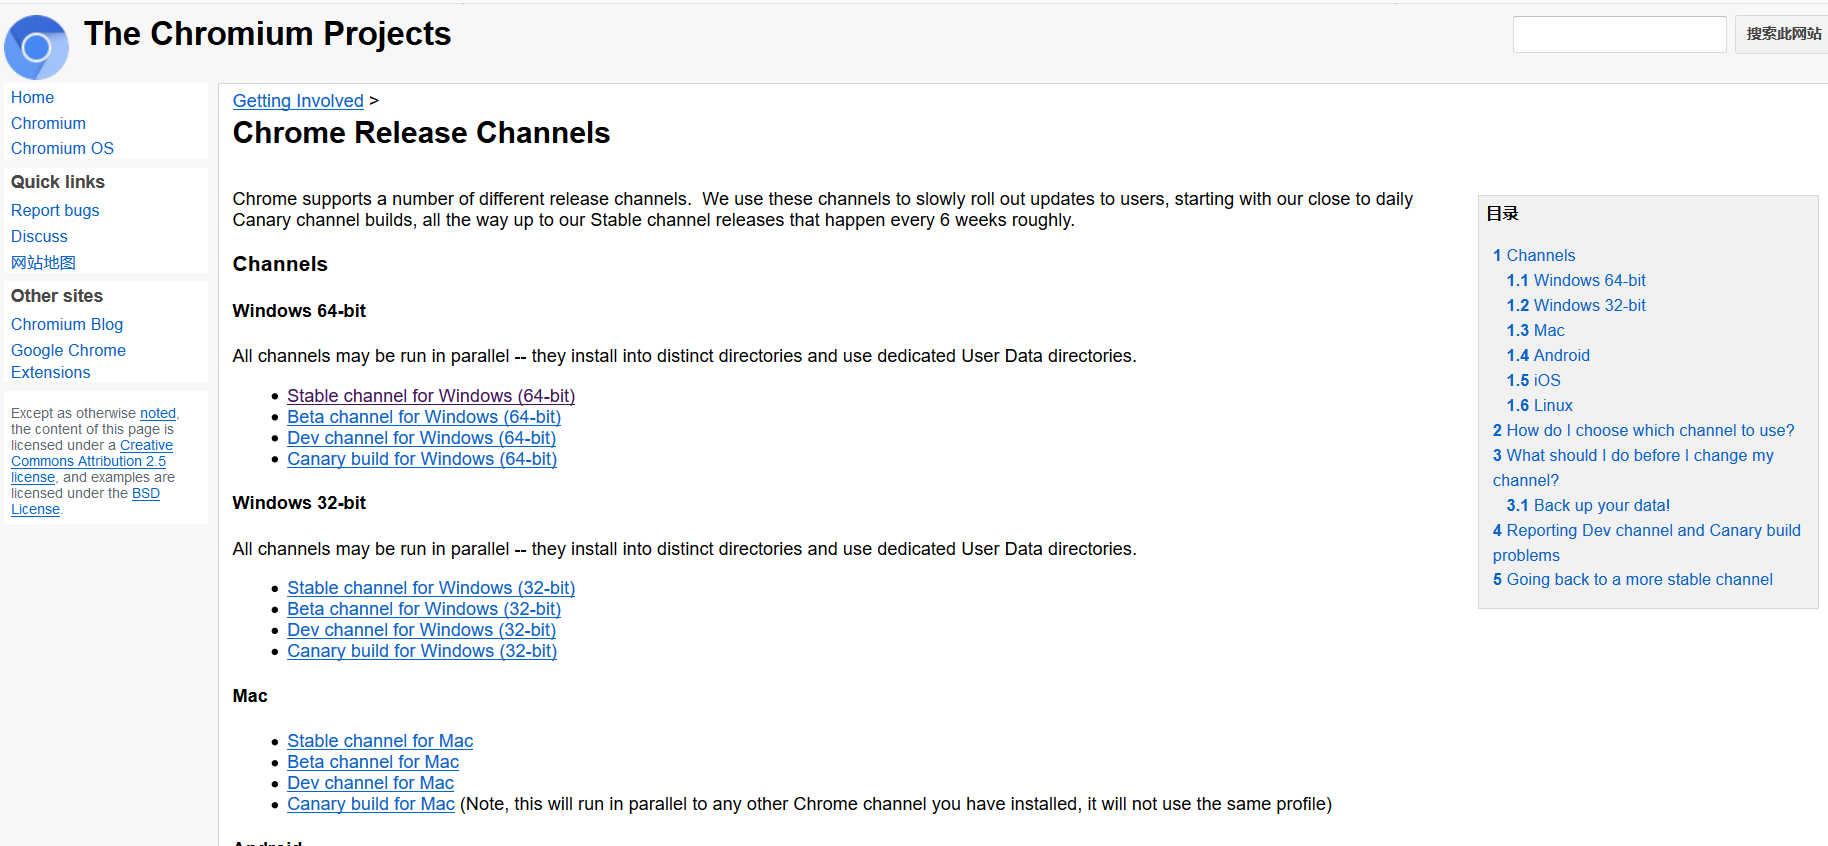 The Chromium Projects
搜索此网站
Home
Chromium
Chromium OS
Quick links
Report bugs
Discuss
网站地图
Other sites
Chromium Blog
Google Chrome
Extensions
Except as otherwise noted,
the content of this page is
licensed under a Creative
Commons Attribution 2.5
license, and examples are
licensed under the BSD
License.
Getting Involved >
Chrome Release Channels
Chrome supports a number of different release channels.  We use these channels to slowly roll out updates to users, starting with our close to daily
Canary channel builds, all the way up to our Stable channel releases that happen every 6 weeks roughly.
Channels
Windows 64-bit
All channels may be run in parallel -- they install into distinct directories and use dedicated User Data directories.
Stable channel for Windows (64-bit)
Beta channel for Windows (64-bit)
Dev channel for Windows (64-bit)
Canary build for Windows (64-bit)
Windows 32-bit
All channels may be run in parallel -- they install into distinct directories and use dedicated User Data directories.
Stable channel for Windows (32-bit)
Beta channel for Windows (32-bit)
Dev channel for Windows (32-bit)
Canary build for Windows (32-bit)
Mac
Stable channel for Mac
Beta channel for Mac
Dev channel for Mac
Canary build for Mac (Note, this will run in parallel to any other Chrome channel you have installed, it will not use the same profile)
Android
目录
1 Channels
1.1 Windows 64-bit
1.2 Windows 32-bit
1.3 Mac
1.4 Android
1.5 iOS
1.6 Linux
2 How do I choose which channel to use?
3 What should I do before I change my
channel?
3.1 Back up your data!
4 Reporting Dev channel and Canary build
problems
5 Going back to a more stable channel